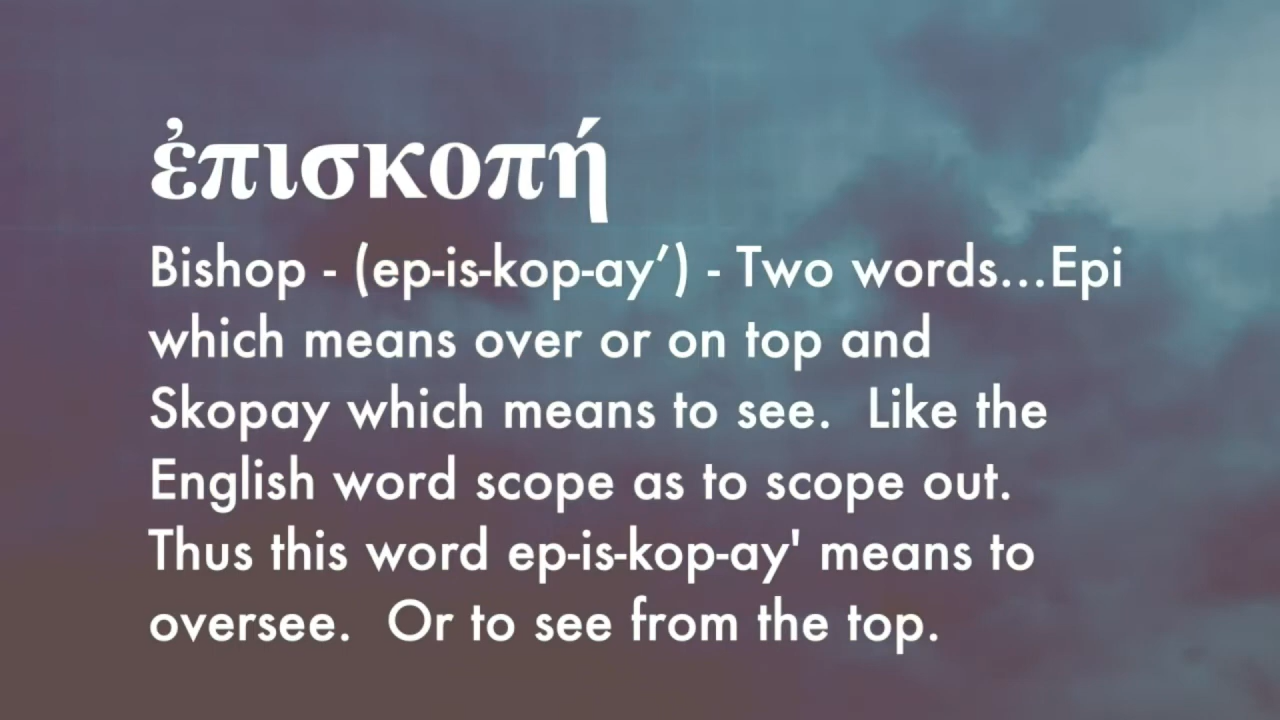 ἐπισκοπή
Bishop - (ep-is-kop-ay’) - Two words...Epi
which means over or on top and
Skopay which means to see.  Like the
English word scope as to scope out.
Thus this word ep-is-kop-ay' means to
oversee.  Or to see from the top.